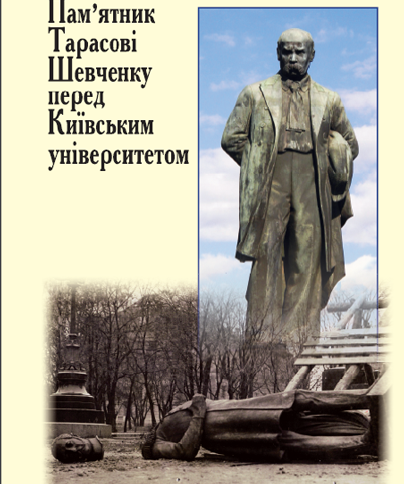 Пам’ятник
Тарасові
Шевченку
перед
Київським
університетом